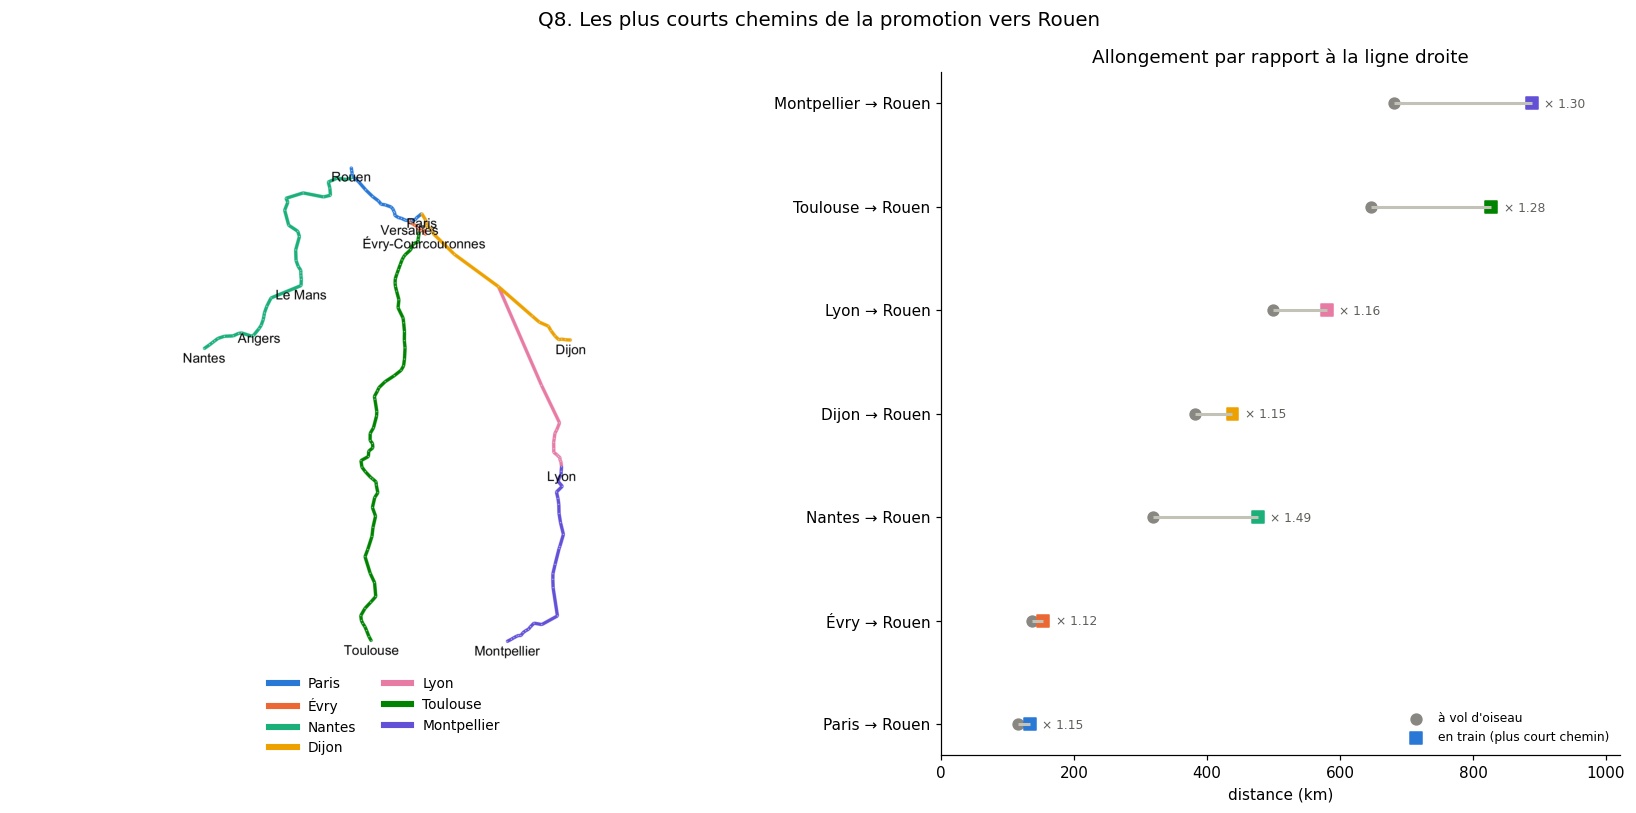 Q8. Les plus courts chemins de la promotion vers Rouen
Rouen
Paris
Versailles
Évry-Courcouronnes
Le Mans
Angers
Nantes
Dijon
Lyon
Toulouse
Montpellier
Paris
Évry
Nantes
Dijon
Lyon
Toulouse
Montpellier
Allongement par rapport à la ligne droite
Montpellier → Rouen
× 1.30
Toulouse → Rouen
× 1.28
Lyon → Rouen
× 1.16
Dijon → Rouen
× 1.15
Nantes → Rouen
× 1.49
Évry → Rouen
× 1.12
Paris → Rouen
× 1.15
à vol d'oiseau
en train (plus court chemin)
0 200 400 600 800 1000
distance (km)